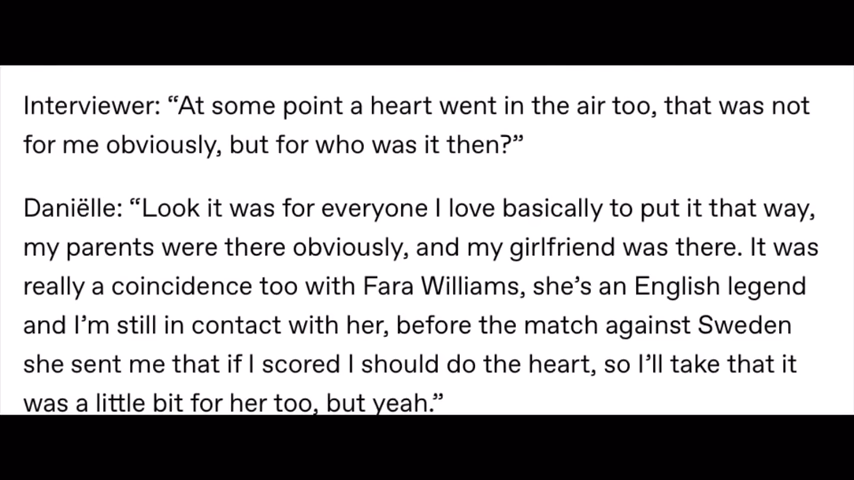 Interviewer: “At some point a heart went in the air too, that was not
for me obviously, but for who was it then?”
Daniëlle: “Look it was for everyone I love basically to put it that way,
my parents were there obviously, and my girlfriend was there. It was
really a coincidence too with Fara Williams, she’s an English legend
and I’m still in contact with her, before the match against Sweden
she sent me that if I scored I should do the heart, so I’ll take that it
was a little bit for her too, but yeah.”